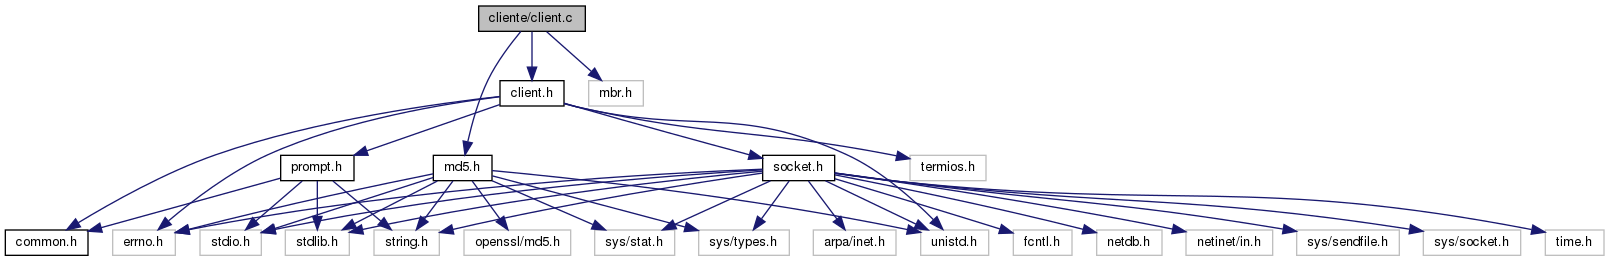 cliente/client.c
client.h
mbr.h
prompt.h
md5.h
socket.h
termios.h
common.h
errno.h
stdio.h
stdlib.h
string.h
openssl/md5.h
sys/stat.h
sys/types.h
arpa/inet.h
unistd.h
fcntl.h
netdb.h
netinet/in.h
sys/sendfile.h
sys/socket.h
time.h